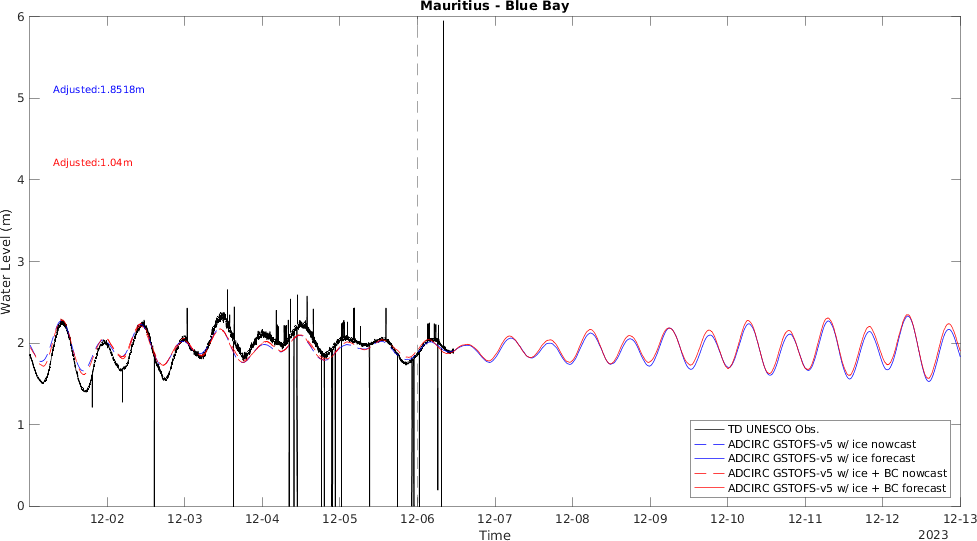 Mauritius - Blue Bay
6
5
4
3
2
1
0
Water Level (m)
Adjusted:1.8518m
Adjusted:1.04m
TD UNESCO Obs.
ADCIRC GSTOFS-v5 w/ ice nowcast
ADCIRC GSTOFS-v5 w/ ice forecast
ADCIRC GSTOFS-v5 w/ ice + BC nowcast
ADCIRC GSTOFS-v5 w/ ice + BC forecast
12-02 12-03 12-04 12-05 12-06 12-07 12-08 12-09 12-10 12-11 12-12 12-13
Time
2023